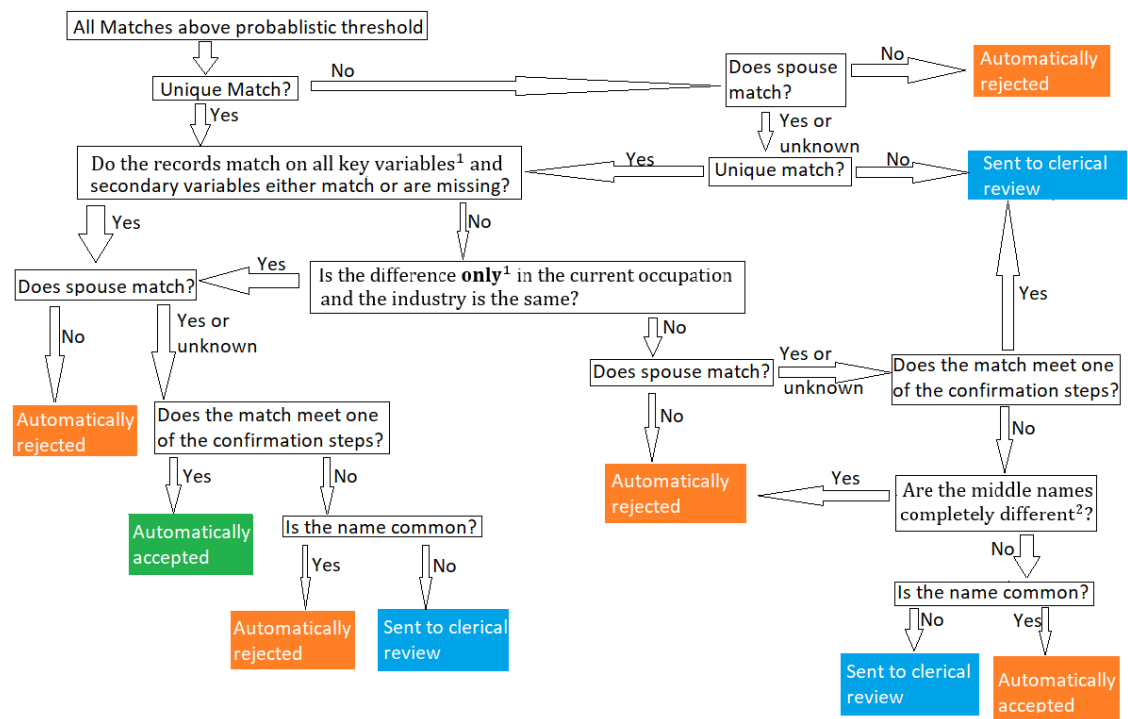 All Matches above probablistic threshold
Unique Match?
No
Does spouse
match?
No
Automatically
rejected
Yes
Yes or
unknown
Do the records match on all key variables¹ and
secondary variables either match or are missing?
Yes
Unique match?
No
Sent to clerical
review
Yes
No
Does spouse match?
Yes
Is the difference only¹ in the current occupation
and the industry is the same?
Yes
No
Yes or
unknown
No
Does spouse match?
Yes or
unknown
Does the match meet one
of the confirmation steps?
Automatically
rejected
Does the match meet one
of the confirmation steps?
No
No
Yes
No
Automatically
rejected
Yes
Are the middle names
completely different²?
Automatically
accepted
Is the name common?
No
Yes
No
Is the name common?
Automatically
rejected
Sent to clerical
review
No
Yes
Sent to clerical
review
Automatically
accepted